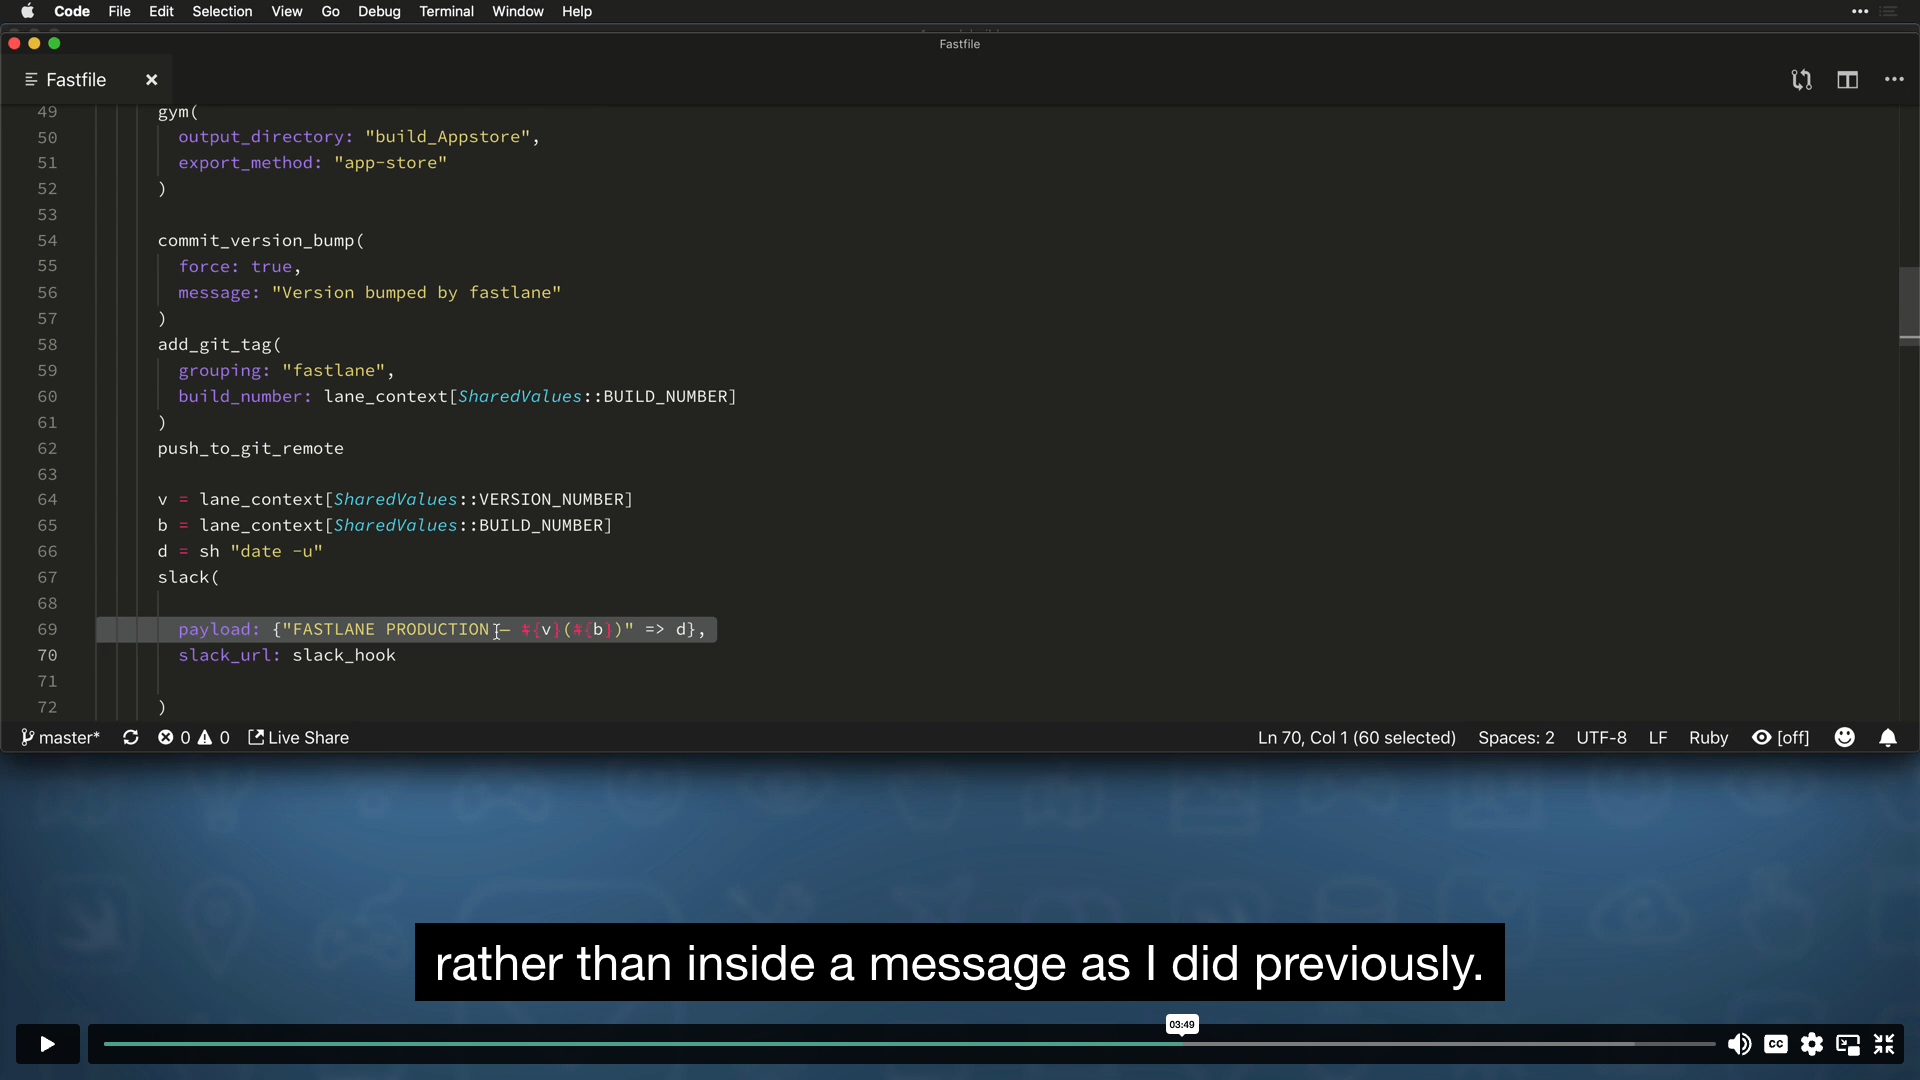 Code File Edit Selection View Go Debug Terminal Window Help
Fastfile
Fastfile
49 gym(
50 output_directory: "build_Appstore",
51 export_method: "app-store"
52 )
53
54 commit_version_bump(
55 force: true,
56 message: "Version bumped by fastlane"
57 )
58 add_git_tag(
59 grouping: "fastlane",
60 build_number: lane_context[SharedValues::BUILD_NUMBER]
61 )
62 push_to_git_remote
63
64 v = lane_context[SharedValues::VERSION_NUMBER]
65 b = lane_context[SharedValues::BUILD_NUMBER]
66 d = sh "date -u"
67 slack(
68
69 payload: {"FASTLANE PRODUCTION – #{v}(#{b})" => d},
70 slack_url: slack_hook
71
72 )
master* 0 0 Live Share Ln 70, Col 1 (60 selected) Spaces: 2 UTF-8 LF Ruby [off]
rather than inside a message as I did previously.
03:49
CC